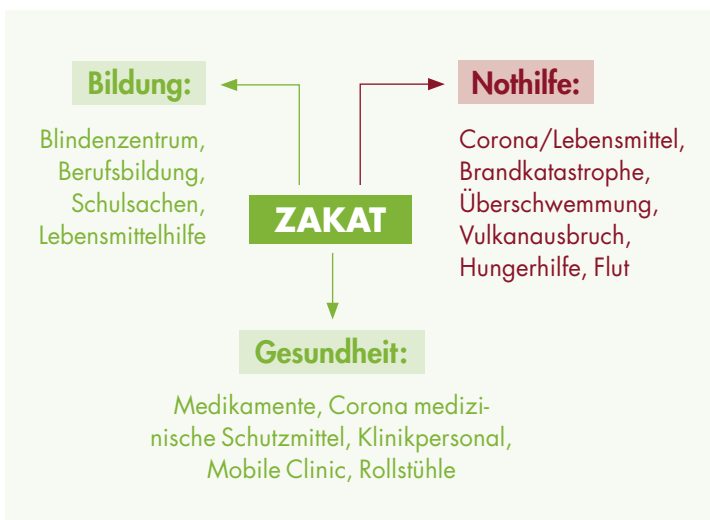 Bildung:
Blindenzentrum,
Berufsbildung,
Schulsachen,
Lebensmittelhilfe
Nothilfe:
Corona/Lebensmittel,
Brandkatastrophe,
Überschwemmung,
Vulkanausbruch,
Hungerhilfe, Flut
ZAKAT
Gesundheit:
Medikamente, Corona medizi-
nische Schutzmittel, Klinikpersonal,
Mobile Clinic, Rollstühle